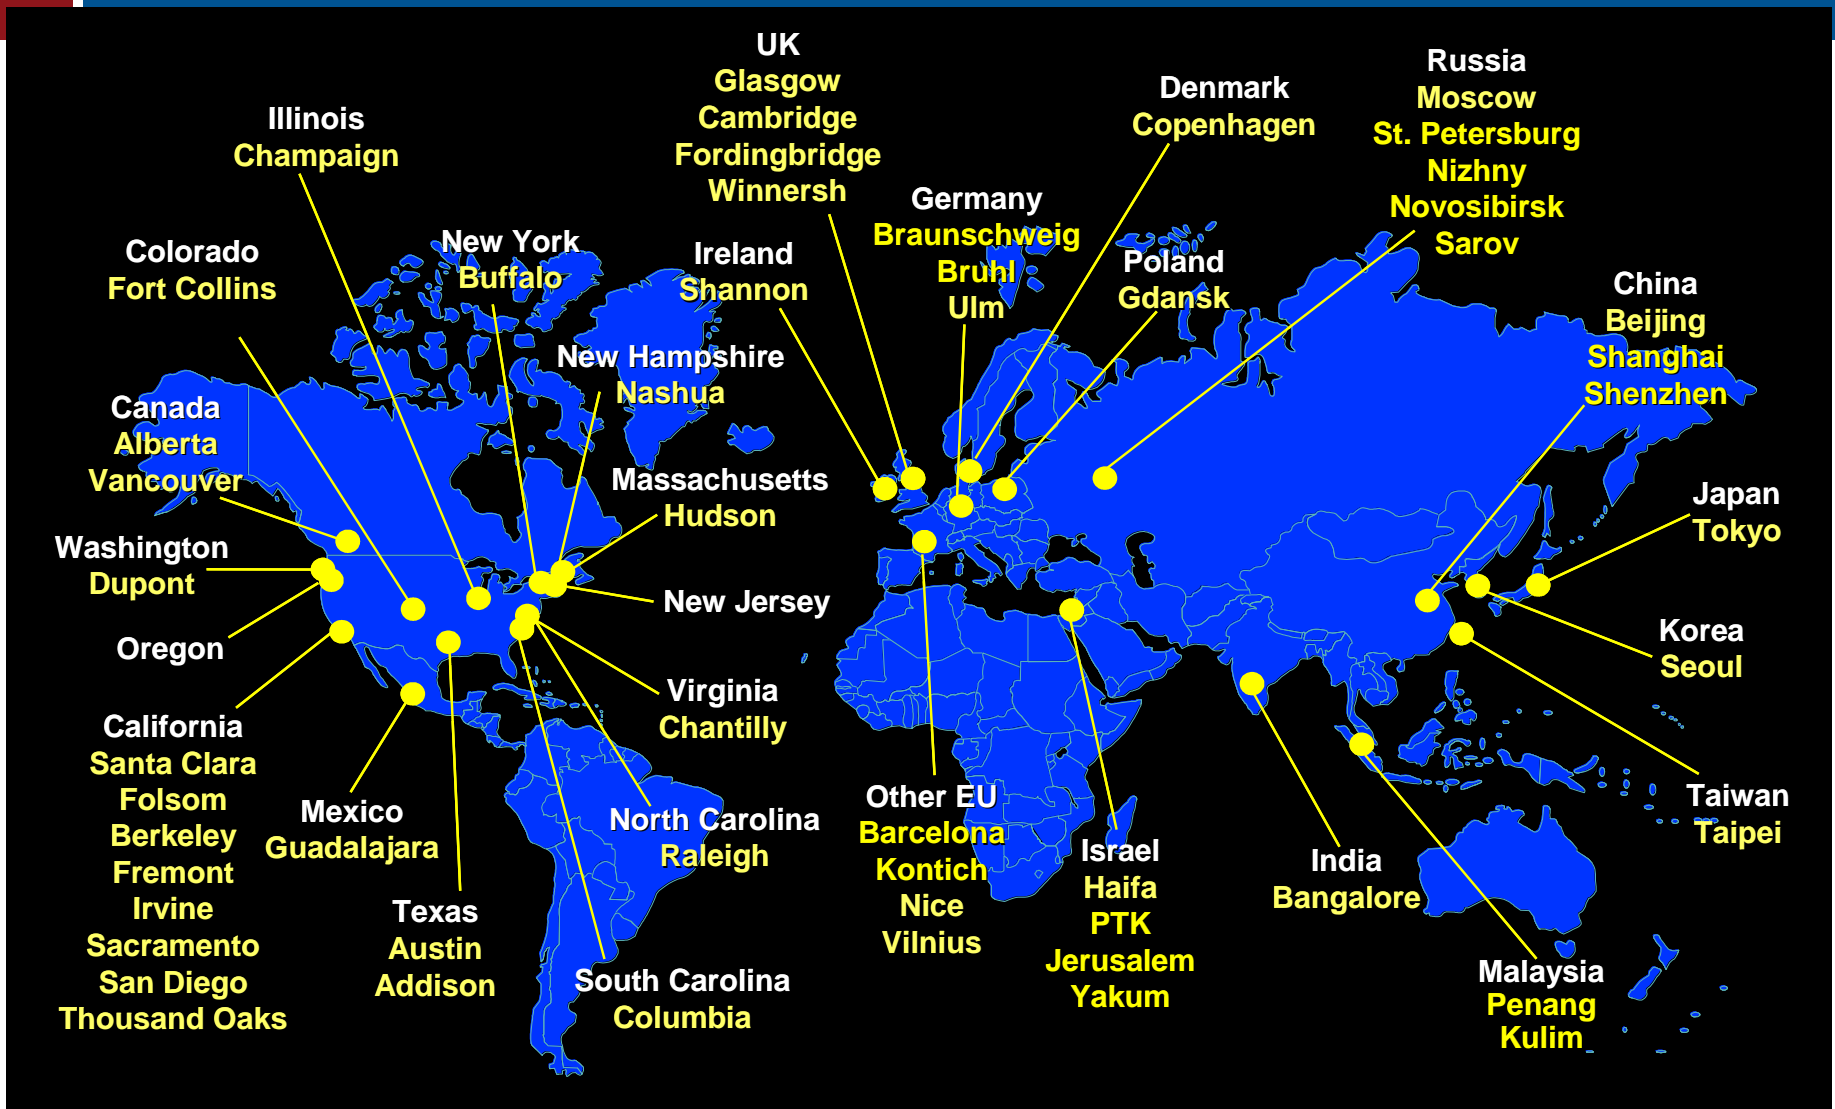 UK
Glasgow
Cambridge
Fordingbridge
Winnersh
Denmark
Copenhagen
Russia
Moscow
St. Petersburg
Nizhny
Novosibirsk
Sarov
Illinois
Champaign
Germany
Braunschweig
Bruhl
Ulm
Colorado
Fort Collins
New York
Buffalo
Ireland
Shannon
Poland
Gdansk
China
Beijing
Shanghai
Shenzhen
New Hampshire
Nashua
Canada
Alberta
Vancouver
Massachusetts
Hudson
Japan
Tokyo
Washington
Dupont
New Jersey
Oregon
Korea
Seoul
Virginia
Chantilly
California
Santa Clara
Folsom
Berkeley
Fremont
Irvine
Sacramento
San Diego
Thousand Oaks
Mexico
Guadalajara
North Carolina
Raleigh
Other EU
Barcelona
Kontich
Nice
Vilnius
Israel
Haifa
PTK
Jerusalem
Yakum
India
Bangalore
Taiwan
Taipei
Texas
Austin
Addison
South Carolina
Columbia
Malaysia
Penang
Kulim